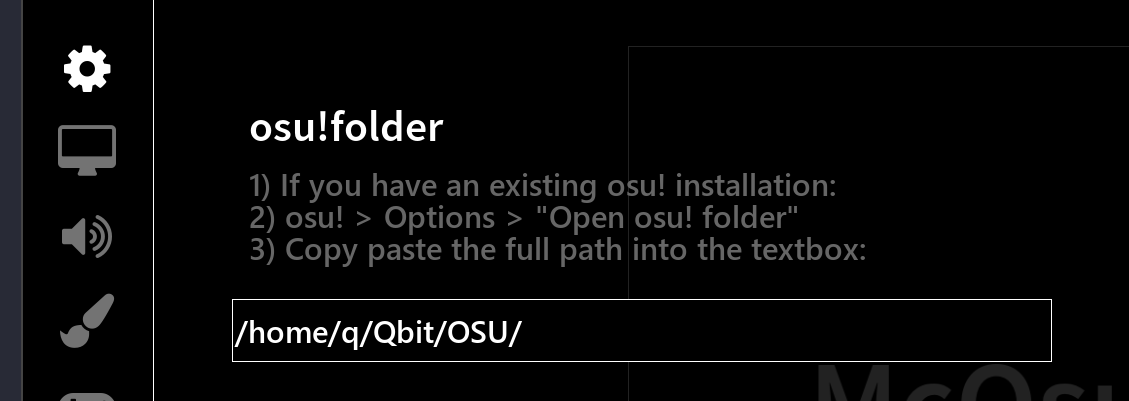 osu!folder
1) If you have an existing osu! installation:
2) osu! > Options > "Open osu! folder"
3) Copy paste the full path into the textbox:
/home/q/Qbit/OSU/
McOsu